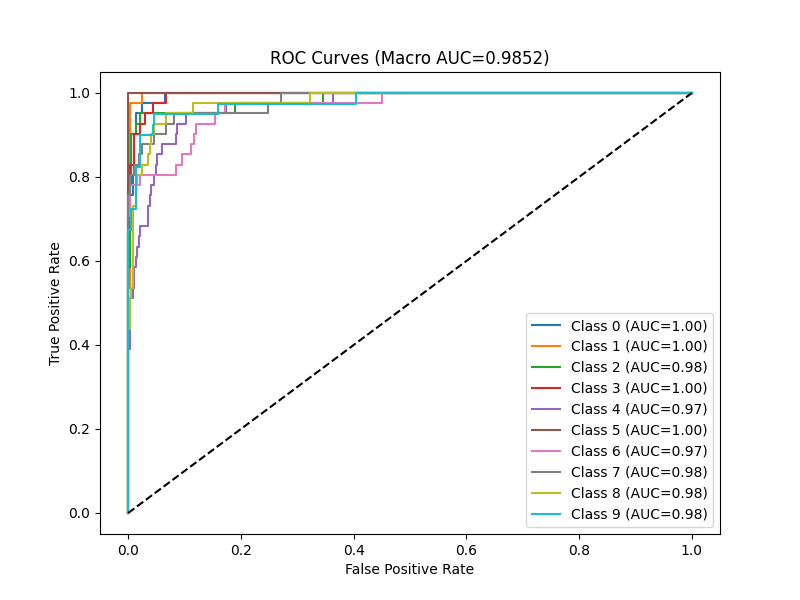 ROC Curves (Macro AUC=0.9852)
True Positive Rate
1.0
0.8
0.6
0.4
0.2
0.0
Class 0 (AUC=1.00)
Class 1 (AUC=1.00)
Class 2 (AUC=0.98)
Class 3 (AUC=1.00)
Class 4 (AUC=0.97)
Class 5 (AUC=1.00)
Class 6 (AUC=0.97)
Class 7 (AUC=0.98)
Class 8 (AUC=0.98)
Class 9 (AUC=0.98)
0.0 0.2 0.4 0.6 0.8 1.0
False Positive Rate